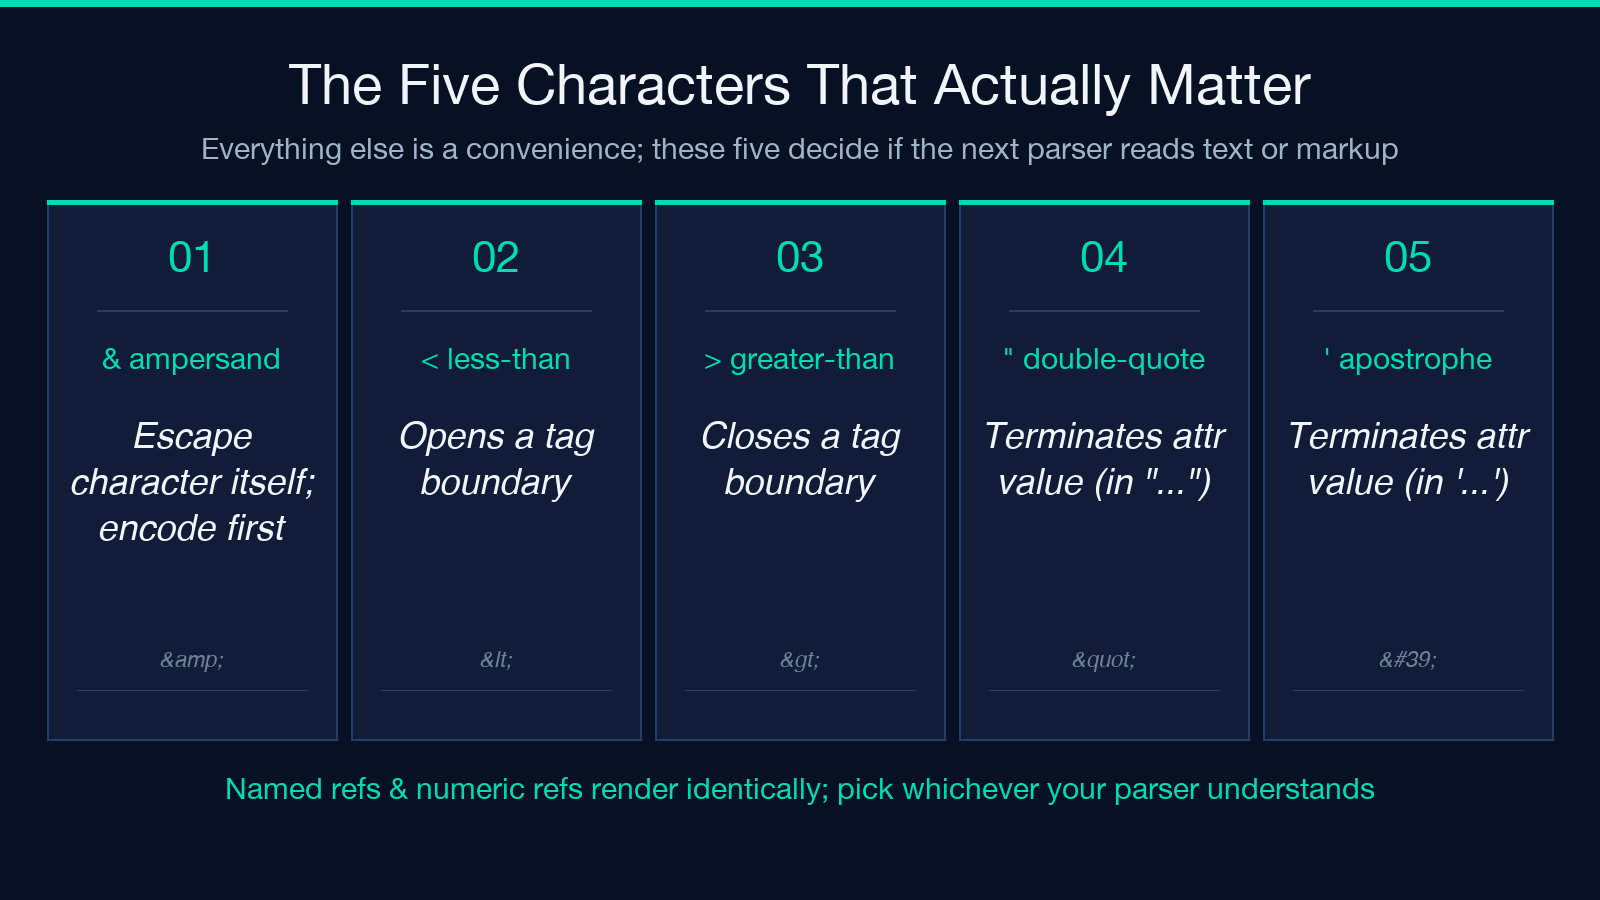 The Five Characters That Actually Matter
Everything else is a convenience; these five decide if the next parser reads text or markup
01
& ampersand
Escape
character itself;
encode first
&amp;
02
< less-than
Opens a tag
boundary
&lt;
03
> greater-than
Closes a tag
boundary
&gt;
04
" double-quote
Terminates attr
value (in "...")
&quot;
05
' apostrophe
Terminates attr
value (in '...')
&#39;
Named refs & numeric refs render identically; pick whichever your parser understands